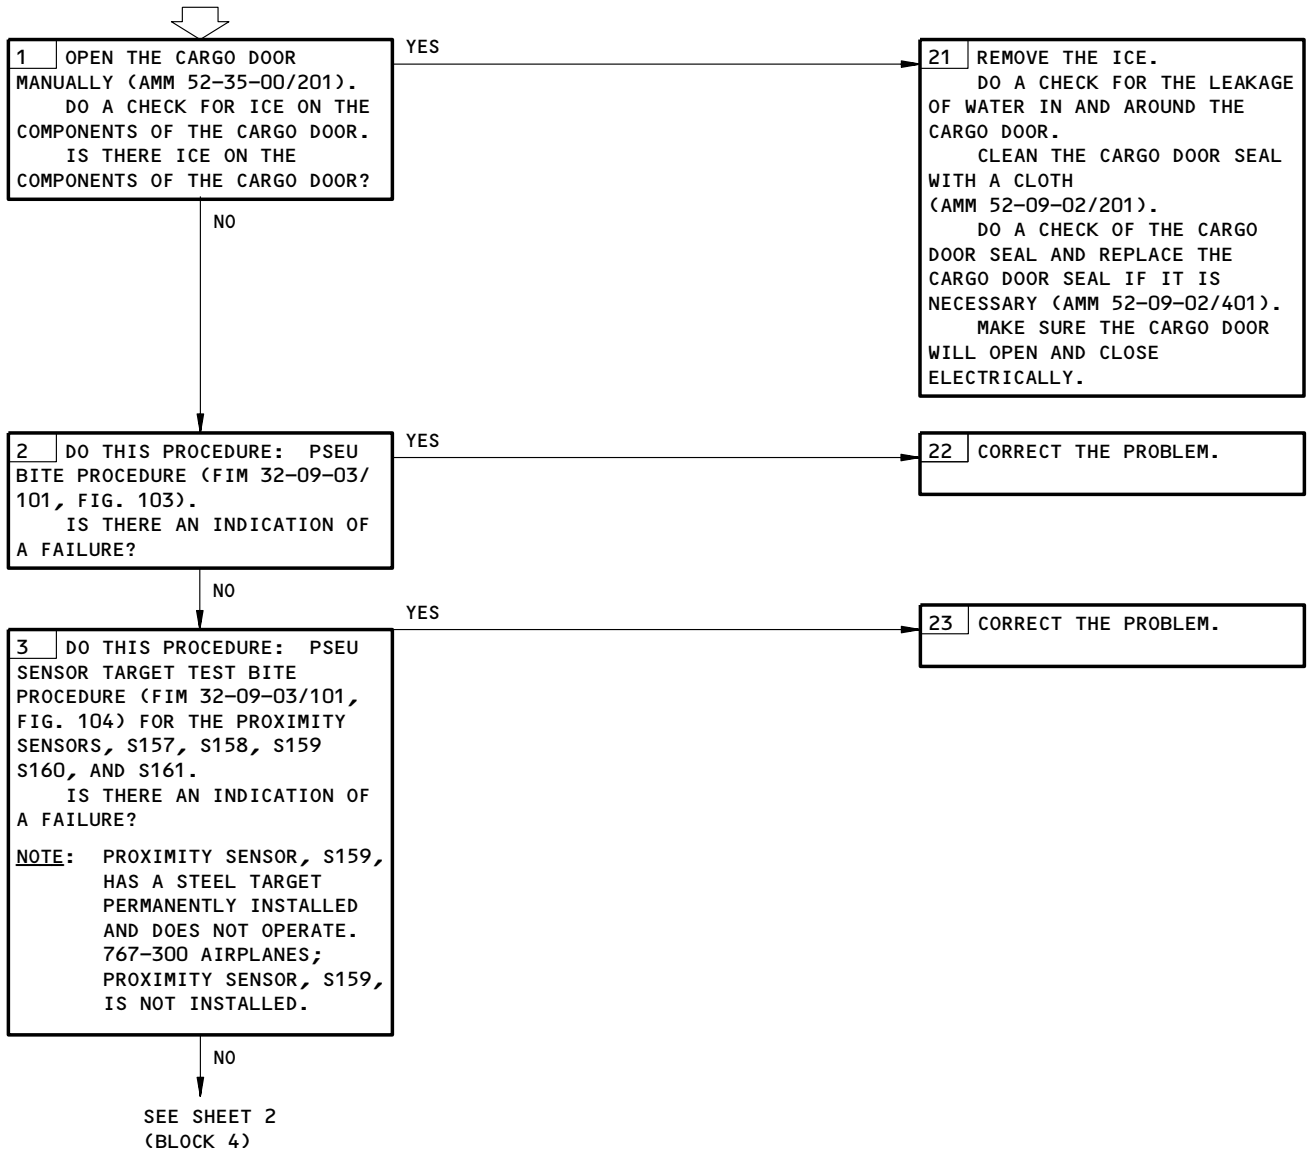 1 OPEN THE CARGO DOOR
MANUALLY (AMM 52-35-00/201).
DO A CHECK FOR ICE ON THE
COMPONENTS OF THE CARGO DOOR.
IS THERE ICE ON THE
COMPONENTS OF THE CARGO DOOR?
YES
21 REMOVE THE ICE.
DO A CHECK FOR THE LEAKAGE
OF WATER IN AND AROUND THE
CARGO DOOR.
CLEAN THE CARGO DOOR SEAL
WITH A CLOTH
(AMM 52-09-02/201).
DO A CHECK OF THE CARGO
DOOR SEAL AND REPLACE THE
CARGO DOOR SEAL IF IT IS
NECESSARY (AMM 52-09-02/401).
MAKE SURE THE CARGO DOOR
WILL OPEN AND CLOSE
ELECTRICALLY.
NO
2 DO THIS PROCEDURE: PSEU
BITE PROCEDURE (FIM 32-09-03/
101, FIG. 103).
IS THERE AN INDICATION OF
A FAILURE?
YES
22 CORRECT THE PROBLEM.
NO
3 DO THIS PROCEDURE: PSEU
SENSOR TARGET TEST BITE
PROCEDURE (FIM 32-09-03/101,
FIG. 104) FOR THE PROXIMITY
SENSORS, S157, S158, S159
S160, AND S161.
IS THERE AN INDICATION OF
A FAILURE?
NOTE: PROXIMITY SENSOR, S159,
HAS A STEEL TARGET
PERMANENTLY INSTALLED
AND DOES NOT OPERATE.
767-300 AIRPLANES;
PROXIMITY SENSOR, S159,
IS NOT INSTALLED.
YES
23 CORRECT THE PROBLEM.
NO
SEE SHEET 2
(BLOCK 4)